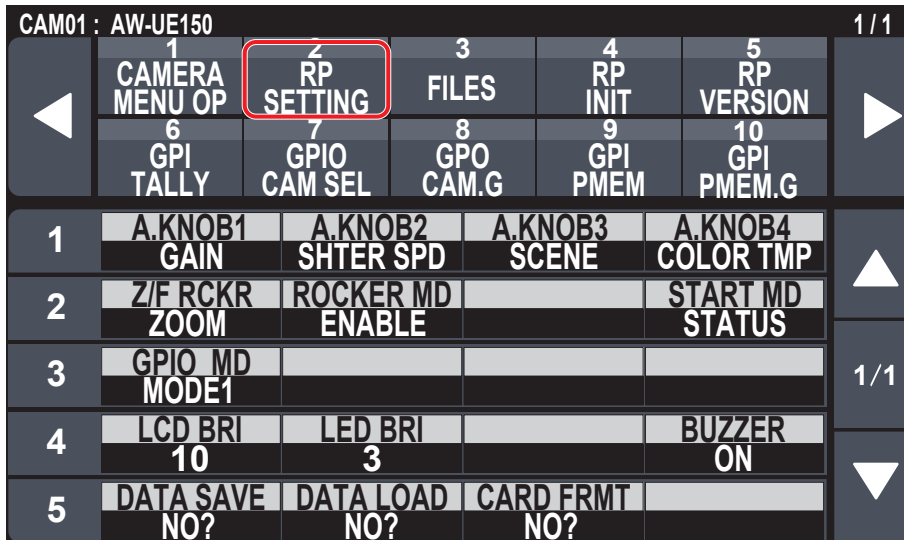 CAM01 : AW-UE150 1 / 1
1 2 3 4 5
CAMERA MENU OP RP SETTING FILES RP INIT RP VERSION
6 7 8 9 10
GPI TALLY GPIO CAM SEL GPO CAM.G GPI PMEM GPI PMEM.G
1 A.KNOB1 A.KNOB2 A.KNOB3 A.KNOB4
GAIN SHTER SPD SCENE COLOR TMP
2 Z/F RCKR ROCKER MD START MD
ZOOM ENABLE STATUS
3 GPIO MD 1/1
MODE1
4 LCD BRI LED BRI BUZZER
10 3 ON
5 DATA SAVE DATA LOAD CARD FRMT
NO? NO? NO?